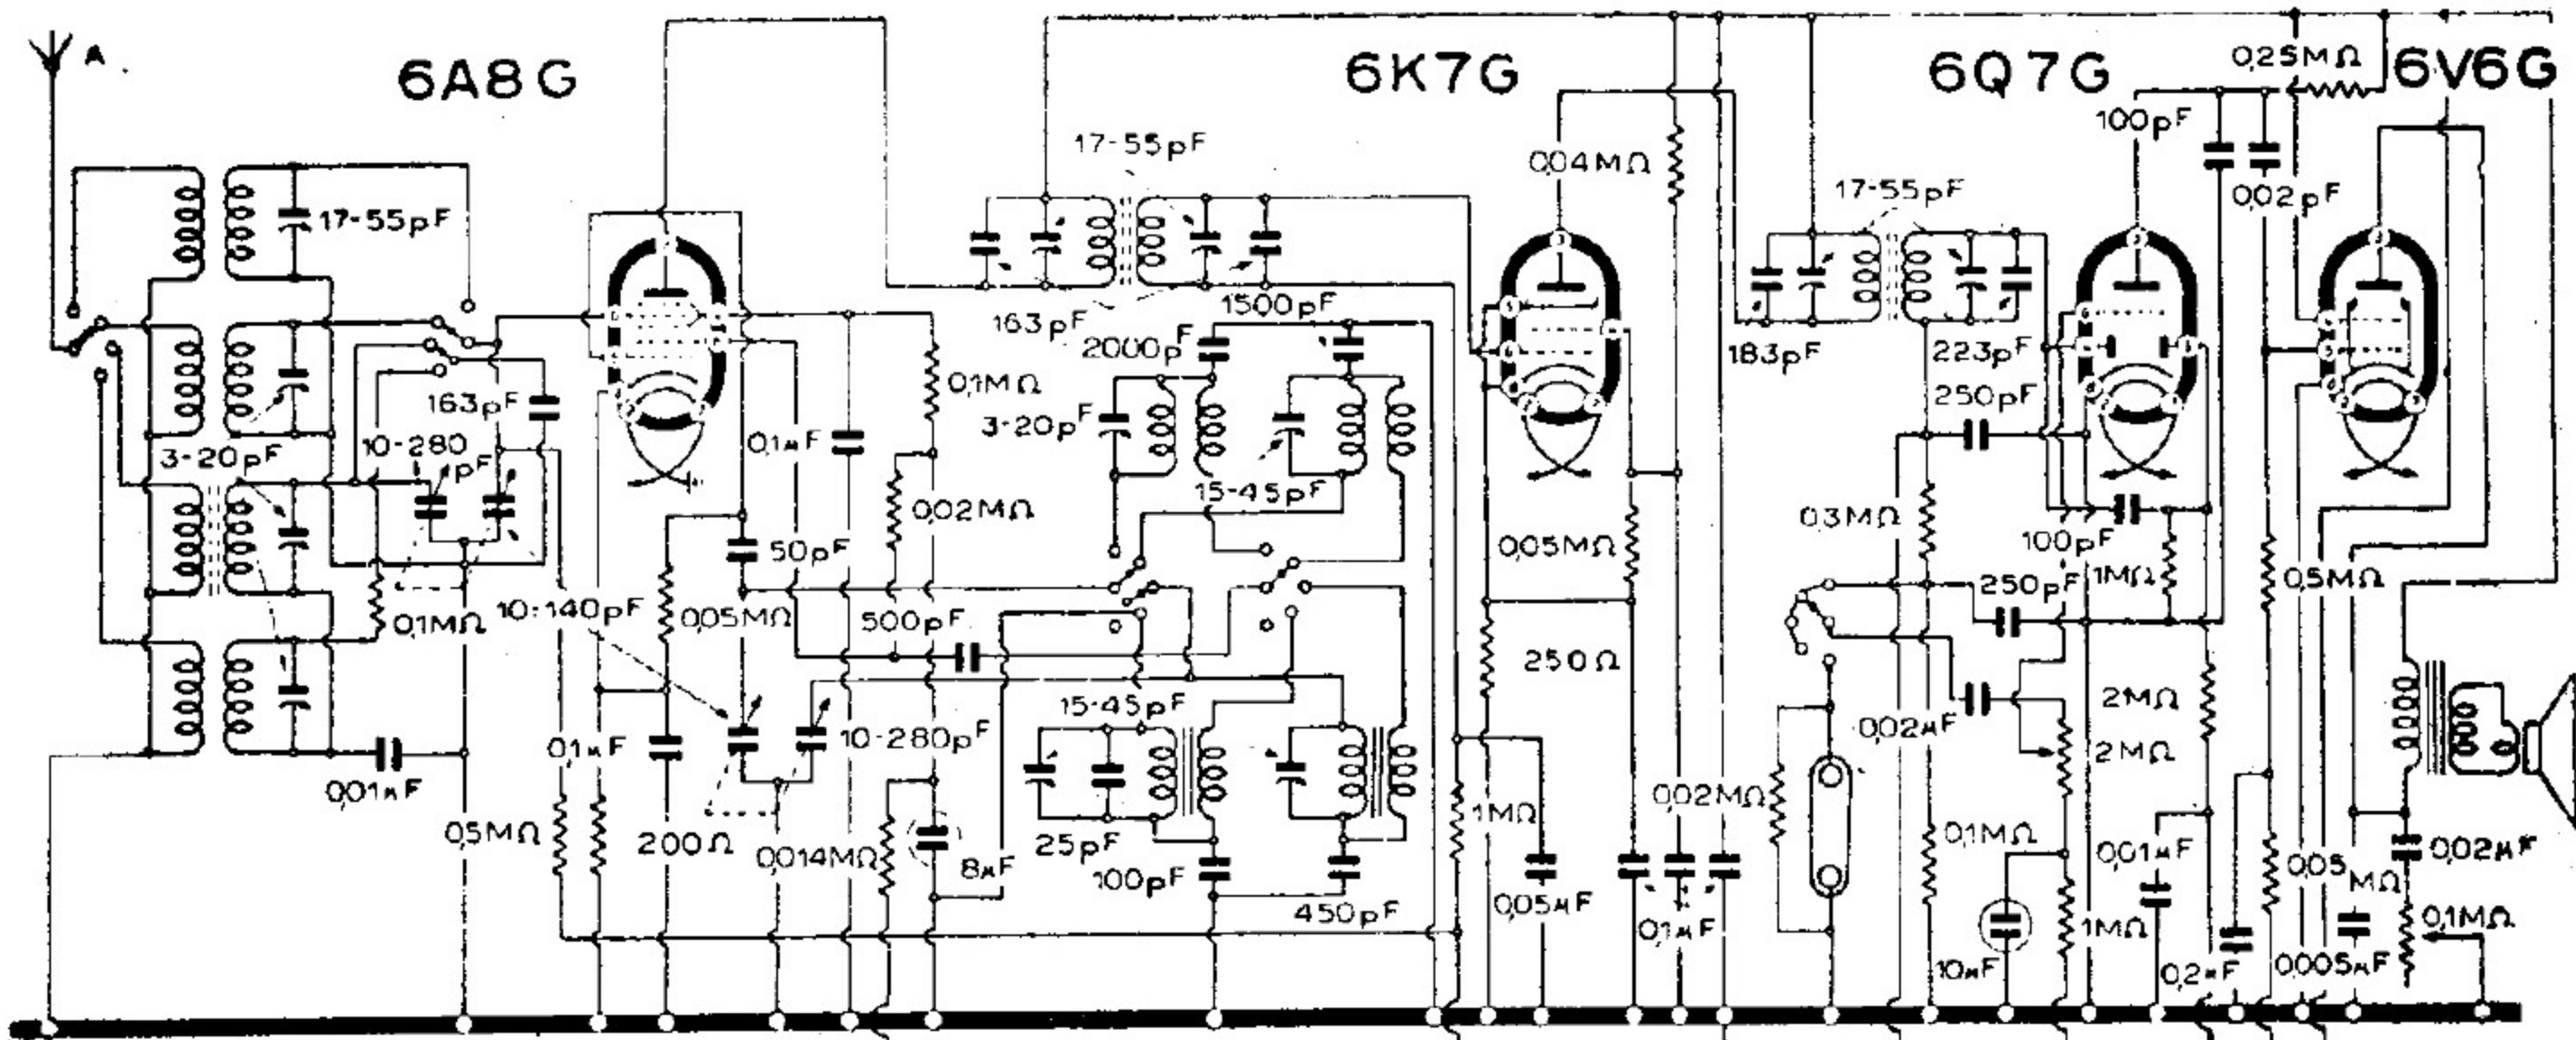 A
6A8G
6K7G
6Q7G
0,25MΩ
6V6G
100pF
17-55pF
0,04MΩ
17-55pF
0,02pF
17-55pF
163pF
1500pF
2000pF
183pF
223pF
0,1MΩ
163pF
3-20pF
250pF
0,1µF
3-20pF
10-280pF
15-45pF
0,02MΩ
0,3MΩ
50pF
0,05MΩ
100pF
250pF
1MΩ
0,5MΩ
0,1MΩ
10-140pF
0,05MΩ
500pF
250Ω
15-45pF
2MΩ
0,1µF
10-280pF
0,02µF
2MΩ
0,01µF
0,02MΩ
1MΩ
0,5MΩ
200Ω
0,014MΩ
8µF
25pF
0,1MΩ
0,01µF
0,05MΩ
0,02µF
100pF
450pF
0,05µF
0,1µF
1MΩ
0,1MΩ
10µF
0,2µF
0,005µF